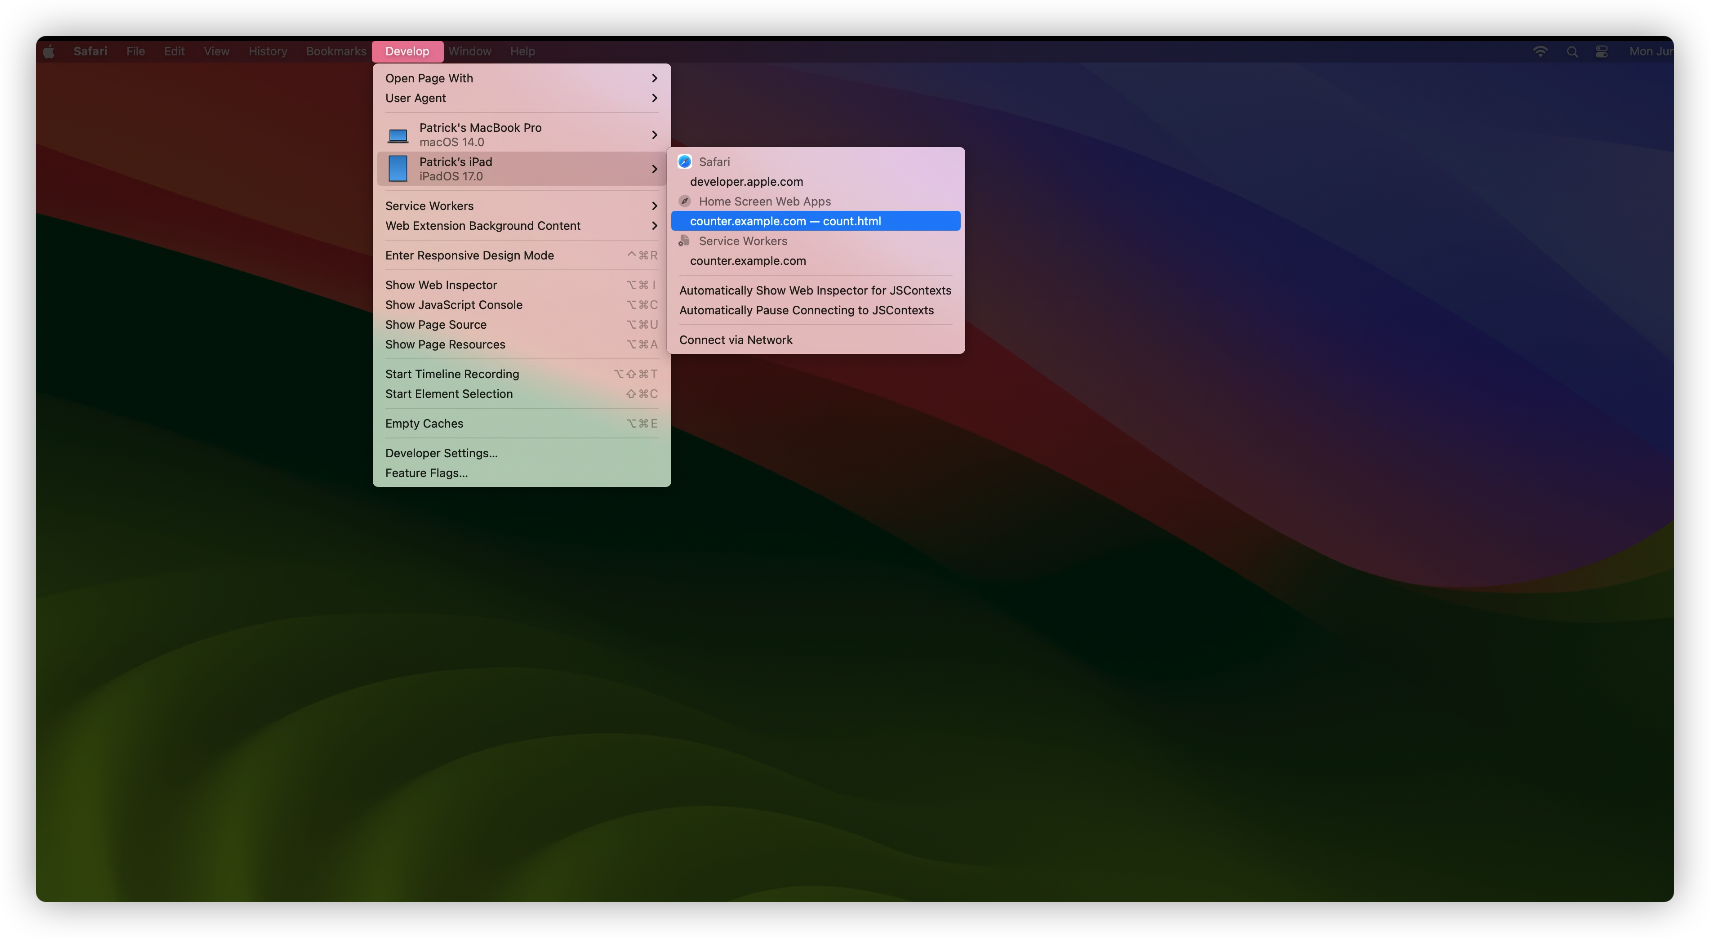 Safari File Edit View History Bookmarks Develop Window Help Mon Jun
Open Page With
User Agent
Patrick's MacBook Pro
macOS 14.0
Patrick's iPad
iPadOS 17.0
Service Workers
Web Extension Background Content
Enter Responsive Design Mode ^⌘R
Show Web Inspector ⌥⌘I
Show JavaScript Console ⌥⌘C
Show Page Source ⌥⌘U
Show Page Resources ⌥⌘A
Start Timeline Recording ⌥⇧⌘T
Start Element Selection ⇧⌘C
Empty Caches ⌥⌘E
Developer Settings...
Feature Flags...
Safari
developer.apple.com
Home Screen Web Apps
counter.example.com — count.html
Service Workers
counter.example.com
Automatically Show Web Inspector for JSContexts
Automatically Pause Connecting to JSContexts
Connect via Network